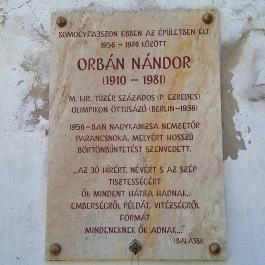 SOMOGYFAJSZON EBBEN AZ ÉPÜLETBEN ÉLT
1956 – 1976 KÖZÖTT
ORBÁN NÁNDOR
(1910 – 1981)
M. KIR. TÜZÉR SZÁZADOS (P. EZREDES)
OLIMPIKON ÖTTUSÁZÓ (BERLIN-1936)
1956-BAN NAGYKANIZSA NEMZETŐR
PARANCSNOKA, MELYÉRT HOSSZÚ
BÖRTÖNBÜNTETÉST SZENVEDETT.
„AZ JÓ HÍRÉRT, NÉVÉRT S AZ SZÉP
TISZTESSÉGÉRT
ŐK MINDENT HÁTRA HADNAK..
EMBERSÉGRŐL PÉLDÁT, VITÉZSÉGRŐL
FORMÁT
MINDENEKNEK ŐK ADNAK..."
(BALASSI)